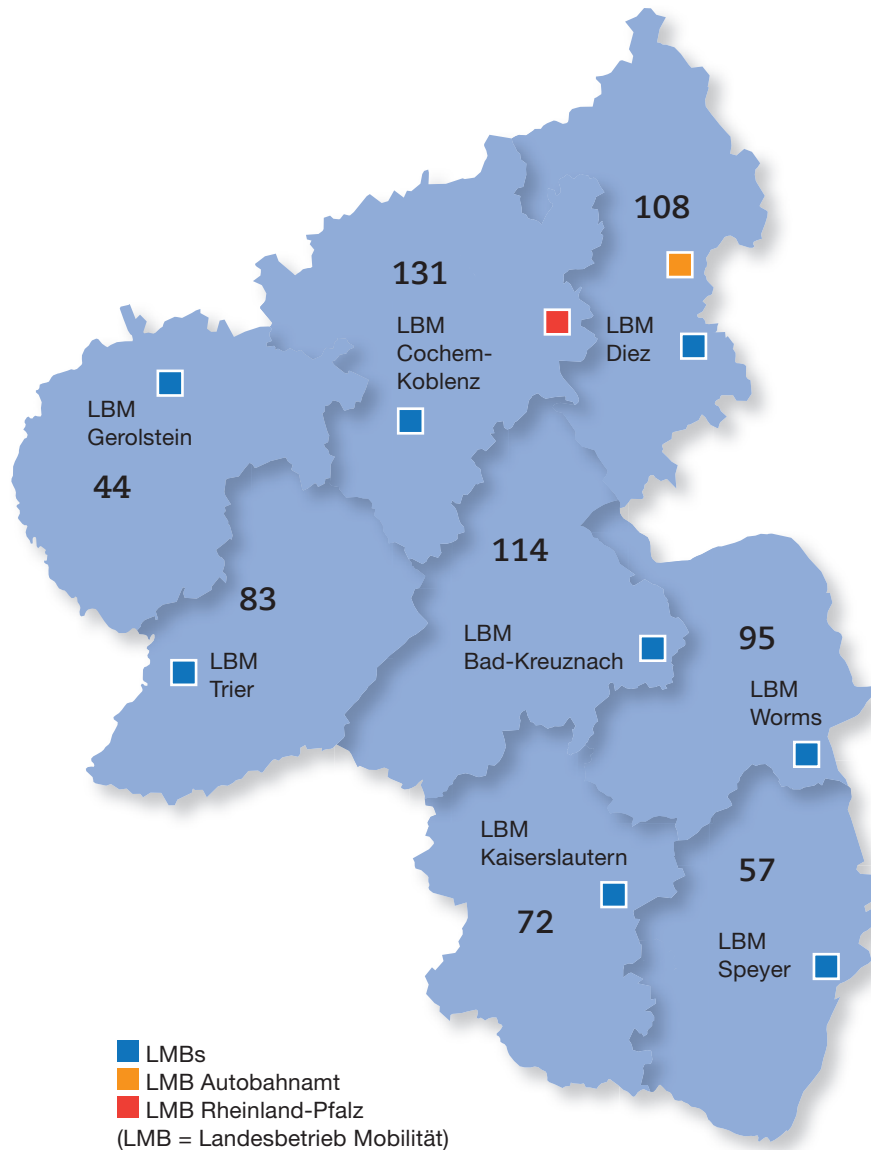 108
131
LBM
Cochem-
Koblenz
LBM
Diez
LBM
Gerolstein
44
114
83
LBM
Bad-Kreuznach
95
LBM
Trier
LBM
Worms
LBM
Kaiserslautern
57
72
LBM
Speyer
LMBs
LMB Autobahnamt
LMB Rheinland-Pfalz
(LMB = Landesbetrieb Mobilität)